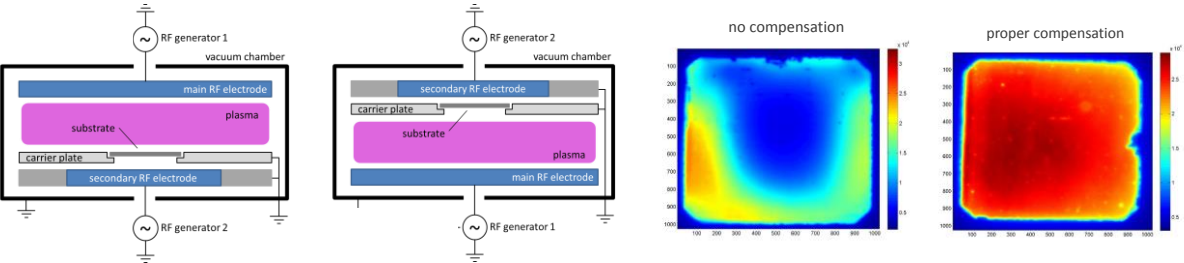 RF generator 1
vacuum chamber
main RF electrode
plasma
substrate
carrier plate
secondary RF electrode
RF generator 2
RF generator 2
vacuum chamber
secondary RF electrode
carrier plate
substrate
plasma
main RF electrode
RF generator 1
no compensation
100
200
300
400
500
600
700
800
900
1000
100 200 300 400 500 600 700 800 900 1000
3
2.5
2
1.5
1
0.5
proper compensation
100
200
300
400
500
600
700
800
900
1000
100 200 300 400 500 600 700 800 900 1000
2.5
2
1.5
1
0.5